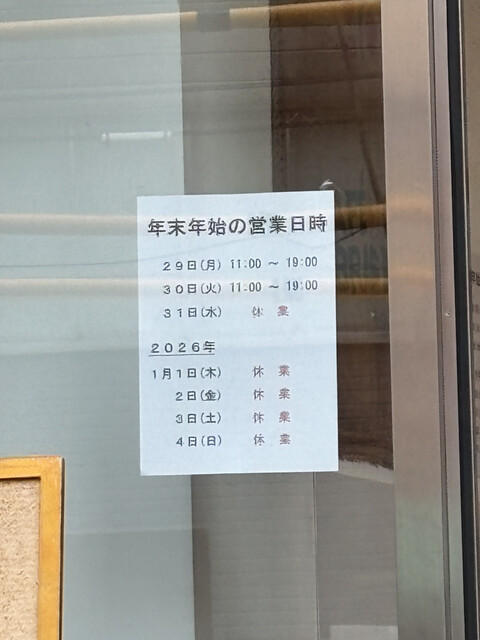 年末年始の営業日時
29日(月) 11:00 ～ 19:00
30日(火) 11:00 ～ 19:00
31日(水) 休 業
2026年
1月1日(木) 休 業
2日(金) 休 業
3日(土) 休 業
4日(日) 休 業